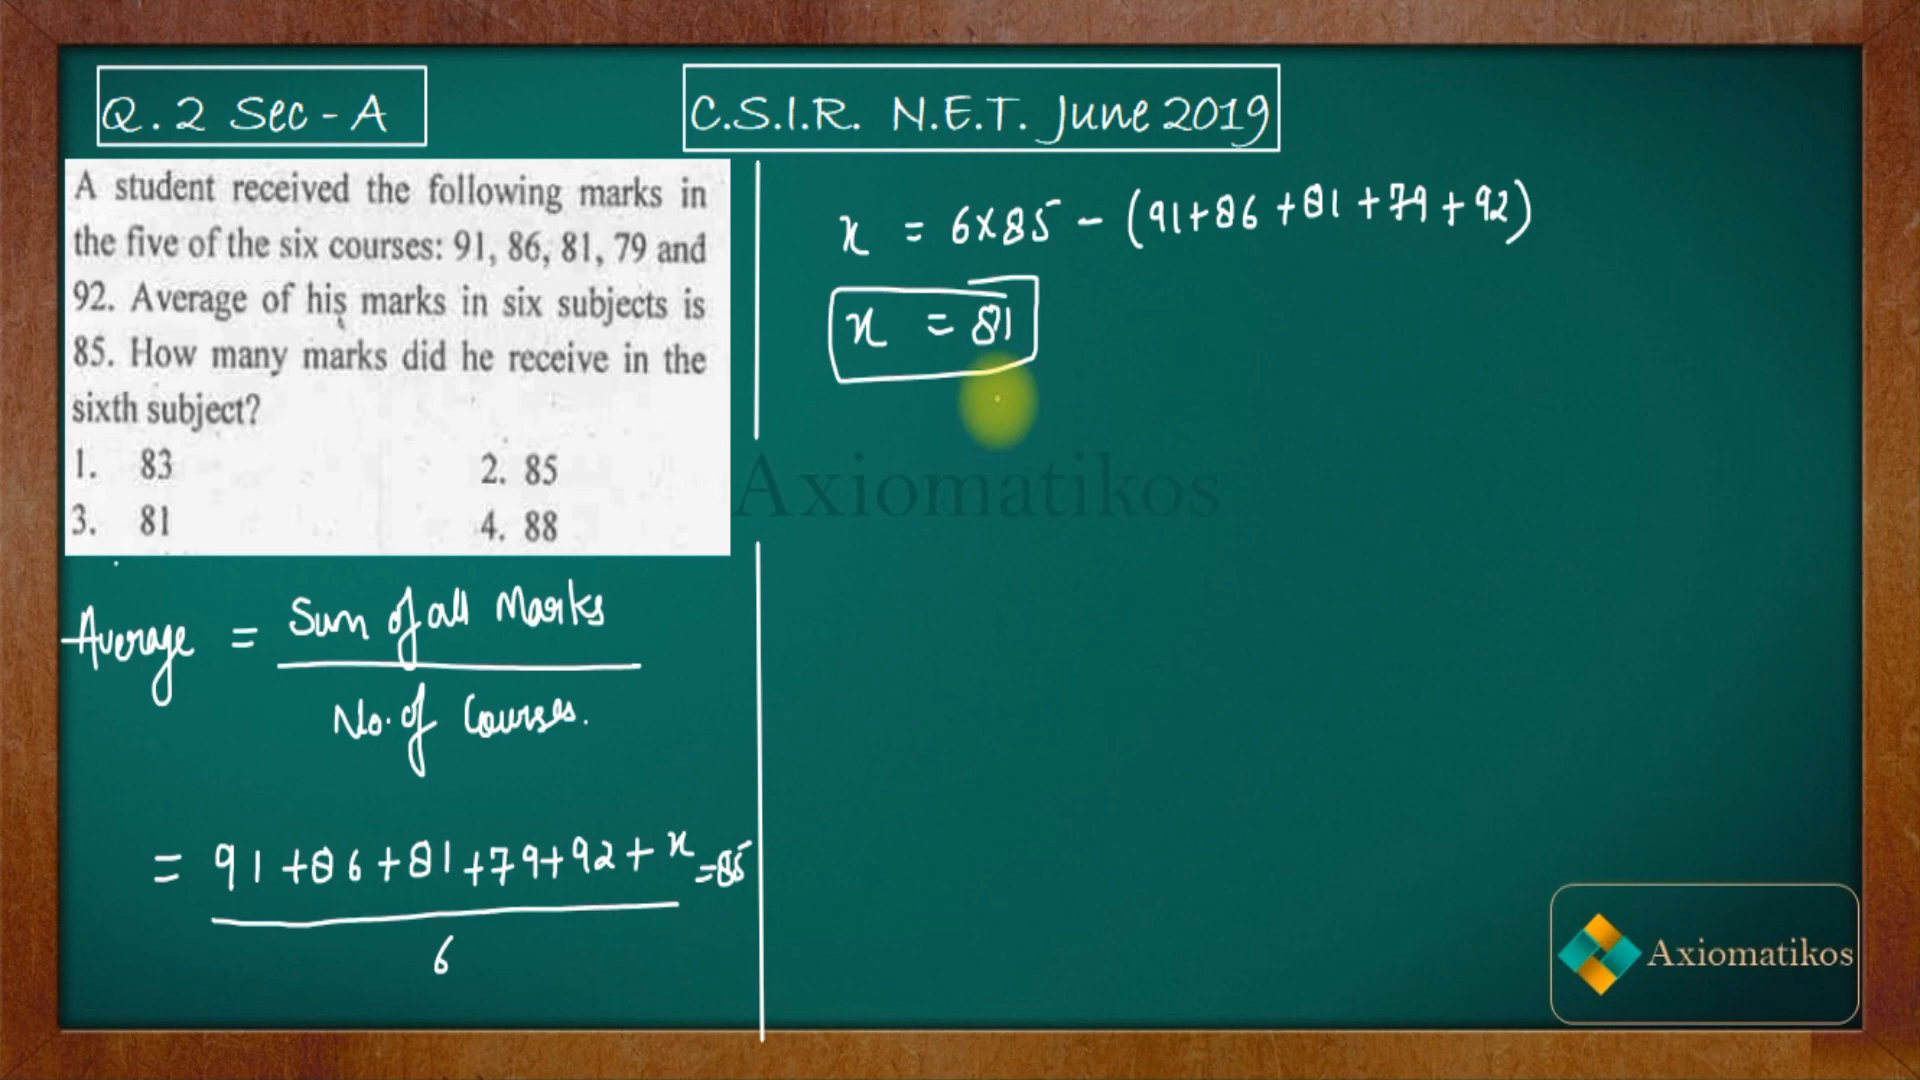 Q. 2 Sec - A
C.S.I.R. N.E.T. June 2019
A student received the following marks in
the five of the six courses: 91, 86, 81, 79 and
92. Average of his marks in six subjects is
85. How many marks did he receive in the
sixth subject?
1. 83 2. 85
3. 81 4. 88
Average = Sum of all Marks
No. of Courses.
= 91 + 86 + 81 + 79 + 92 + x = 85
6
x = 6 x 85 - (91 + 86 + 81 + 79 + 92)
x = 81
Axiomatikos
Axiomatikos